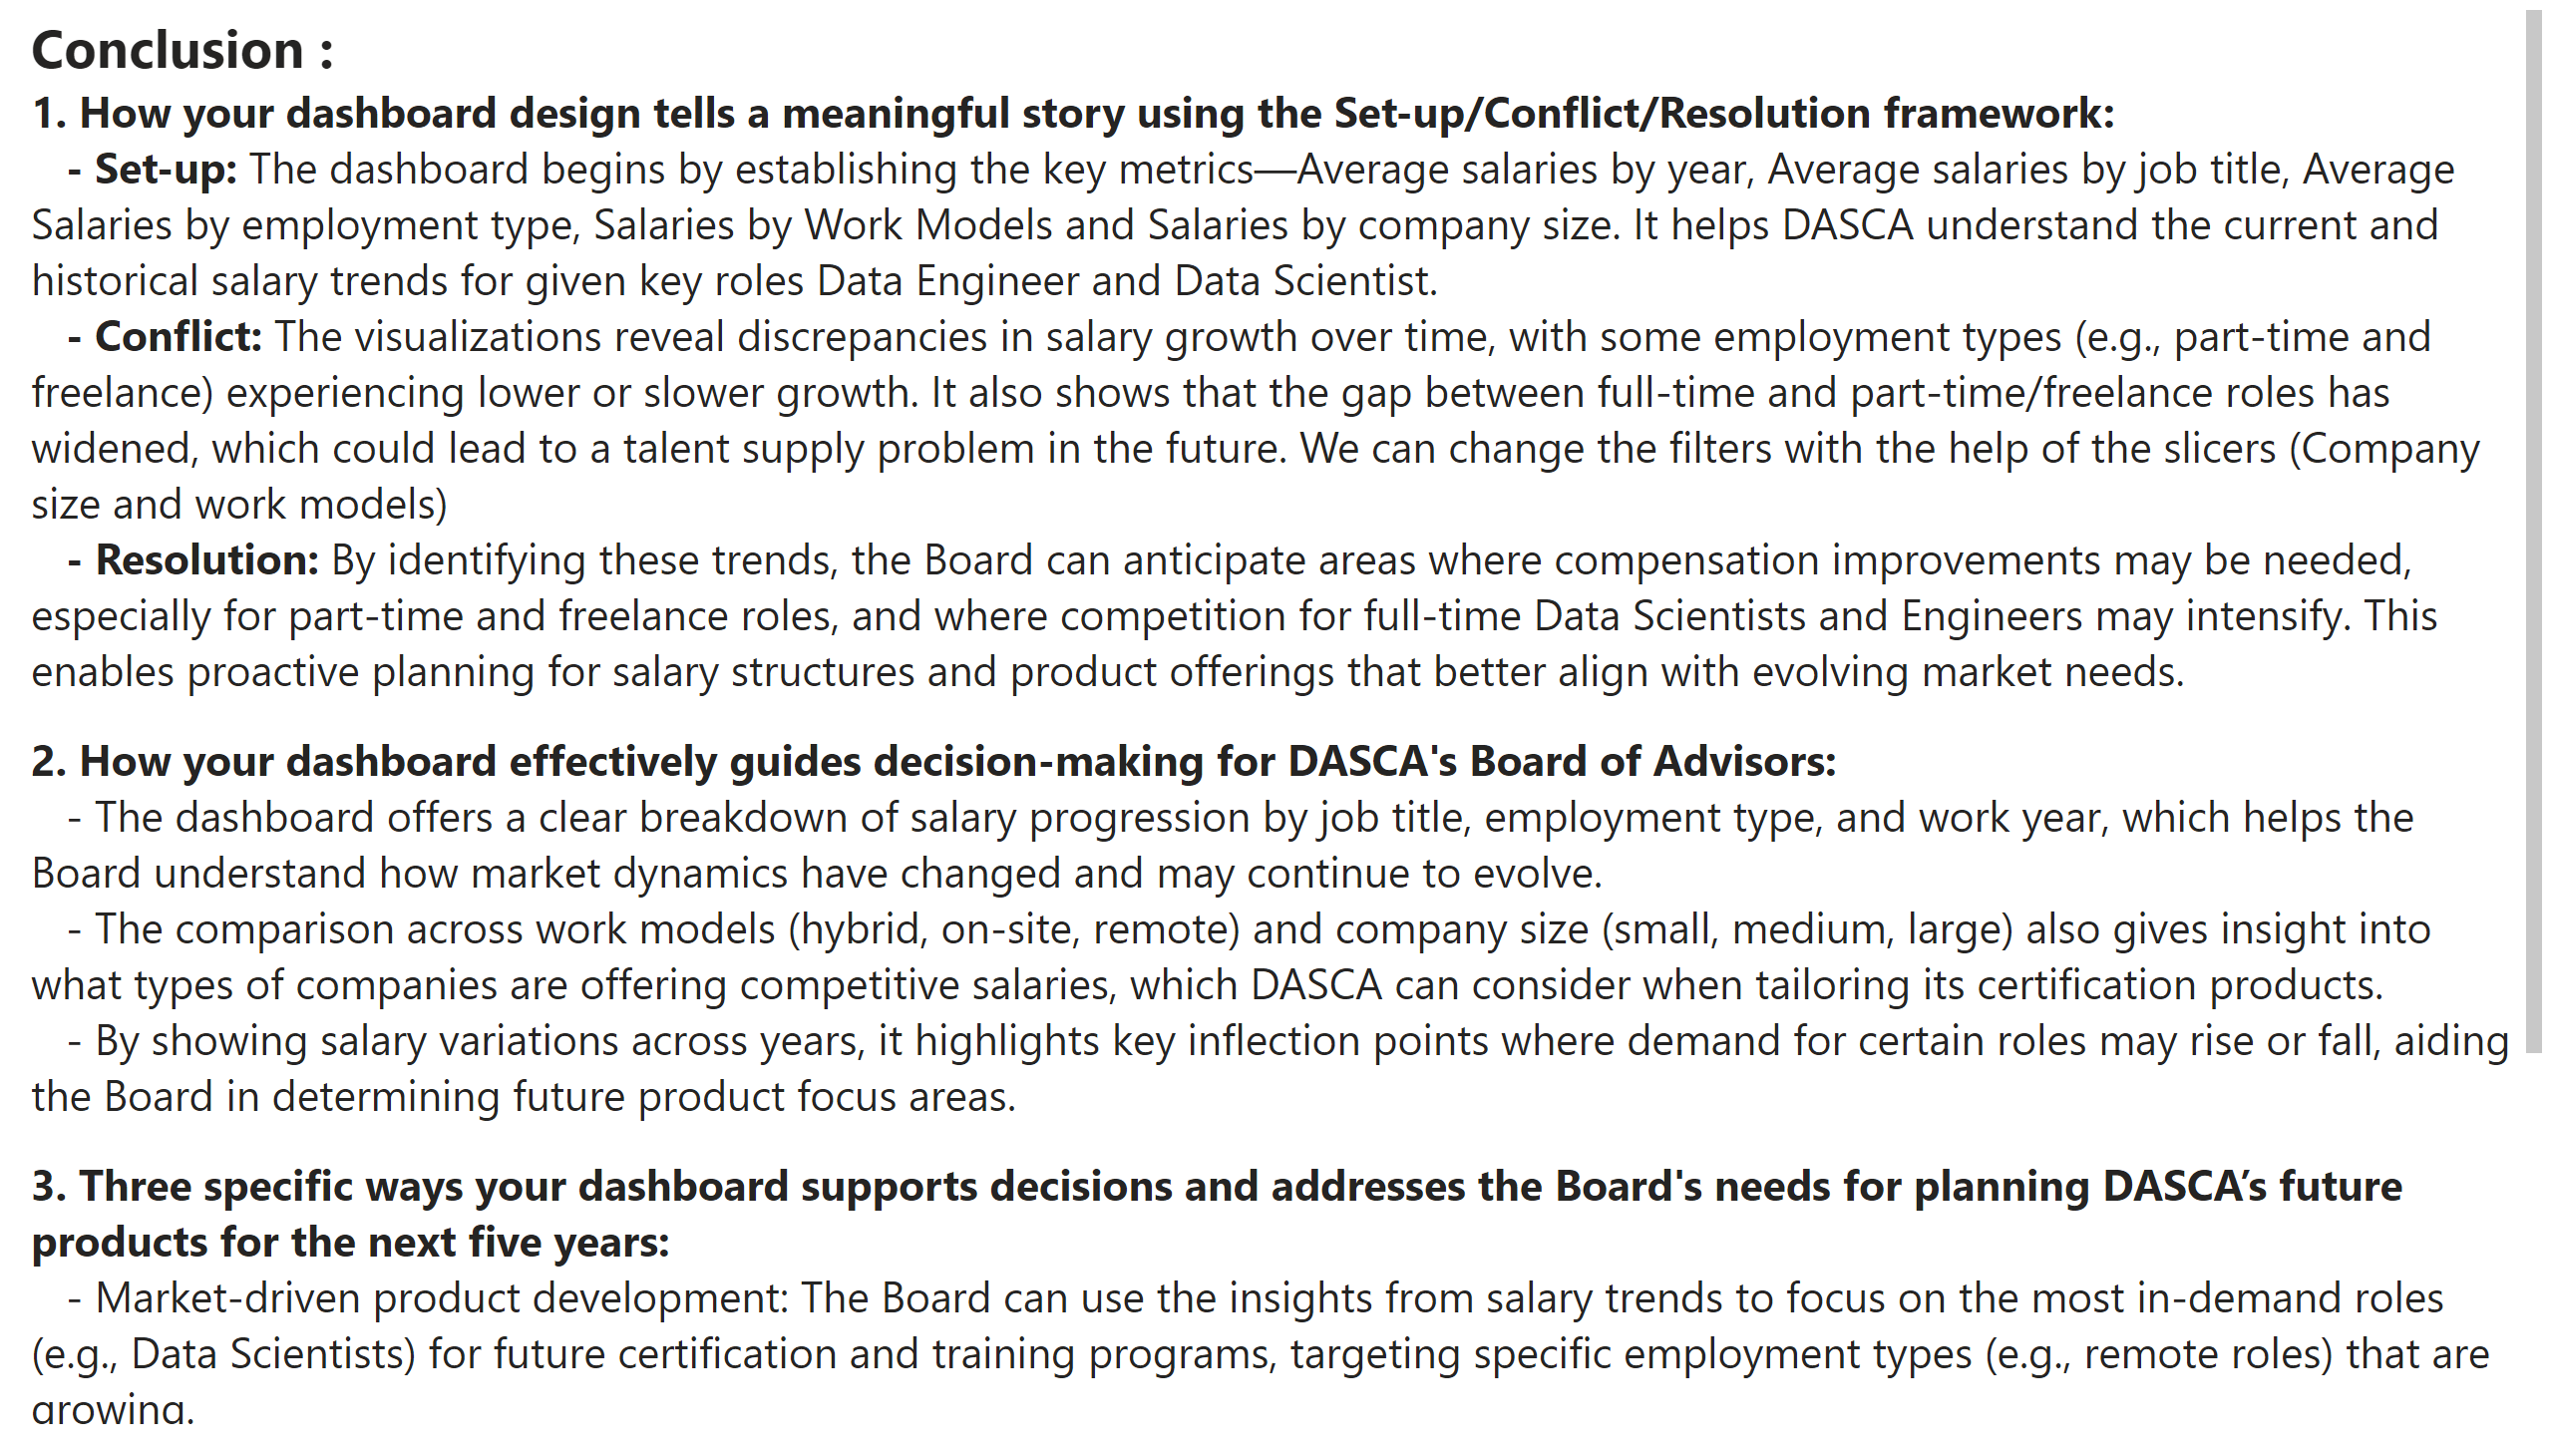 Conclusion :
1. How your dashboard design tells a meaningful story using the Set-up/Conflict/Resolution framework:
- Set-up: The dashboard begins by establishing the key metrics—Average salaries by year, Average salaries by job title, Average
Salaries by employment type, Salaries by Work Models and Salaries by company size. It helps DASCA understand the current and
historical salary trends for given key roles Data Engineer and Data Scientist.
- Conflict: The visualizations reveal discrepancies in salary growth over time, with some employment types (e.g., part-time and
freelance) experiencing lower or slower growth. It also shows that the gap between full-time and part-time/freelance roles has
widened, which could lead to a talent supply problem in the future. We can change the filters with the help of the slicers (Company
size and work models)
- Resolution: By identifying these trends, the Board can anticipate areas where compensation improvements may be needed,
especially for part-time and freelance roles, and where competition for full-time Data Scientists and Engineers may intensify. This
enables proactive planning for salary structures and product offerings that better align with evolving market needs.
2. How your dashboard effectively guides decision-making for DASCA's Board of Advisors:
- The dashboard offers a clear breakdown of salary progression by job title, employment type, and work year, which helps the
Board understand how market dynamics have changed and may continue to evolve.
- The comparison across work models (hybrid, on-site, remote) and company size (small, medium, large) also gives insight into
what types of companies are offering competitive salaries, which DASCA can consider when tailoring its certification products.
- By showing salary variations across years, it highlights key inflection points where demand for certain roles may rise or fall, aiding
the Board in determining future product focus areas.
3. Three specific ways your dashboard supports decisions and addresses the Board's needs for planning DASCA’s future
products for the next five years:
- Market-driven product development: The Board can use the insights from salary trends to focus on the most in-demand roles
(e.g., Data Scientists) for future certification and training programs, targeting specific employment types (e.g., remote roles) that are
growing.